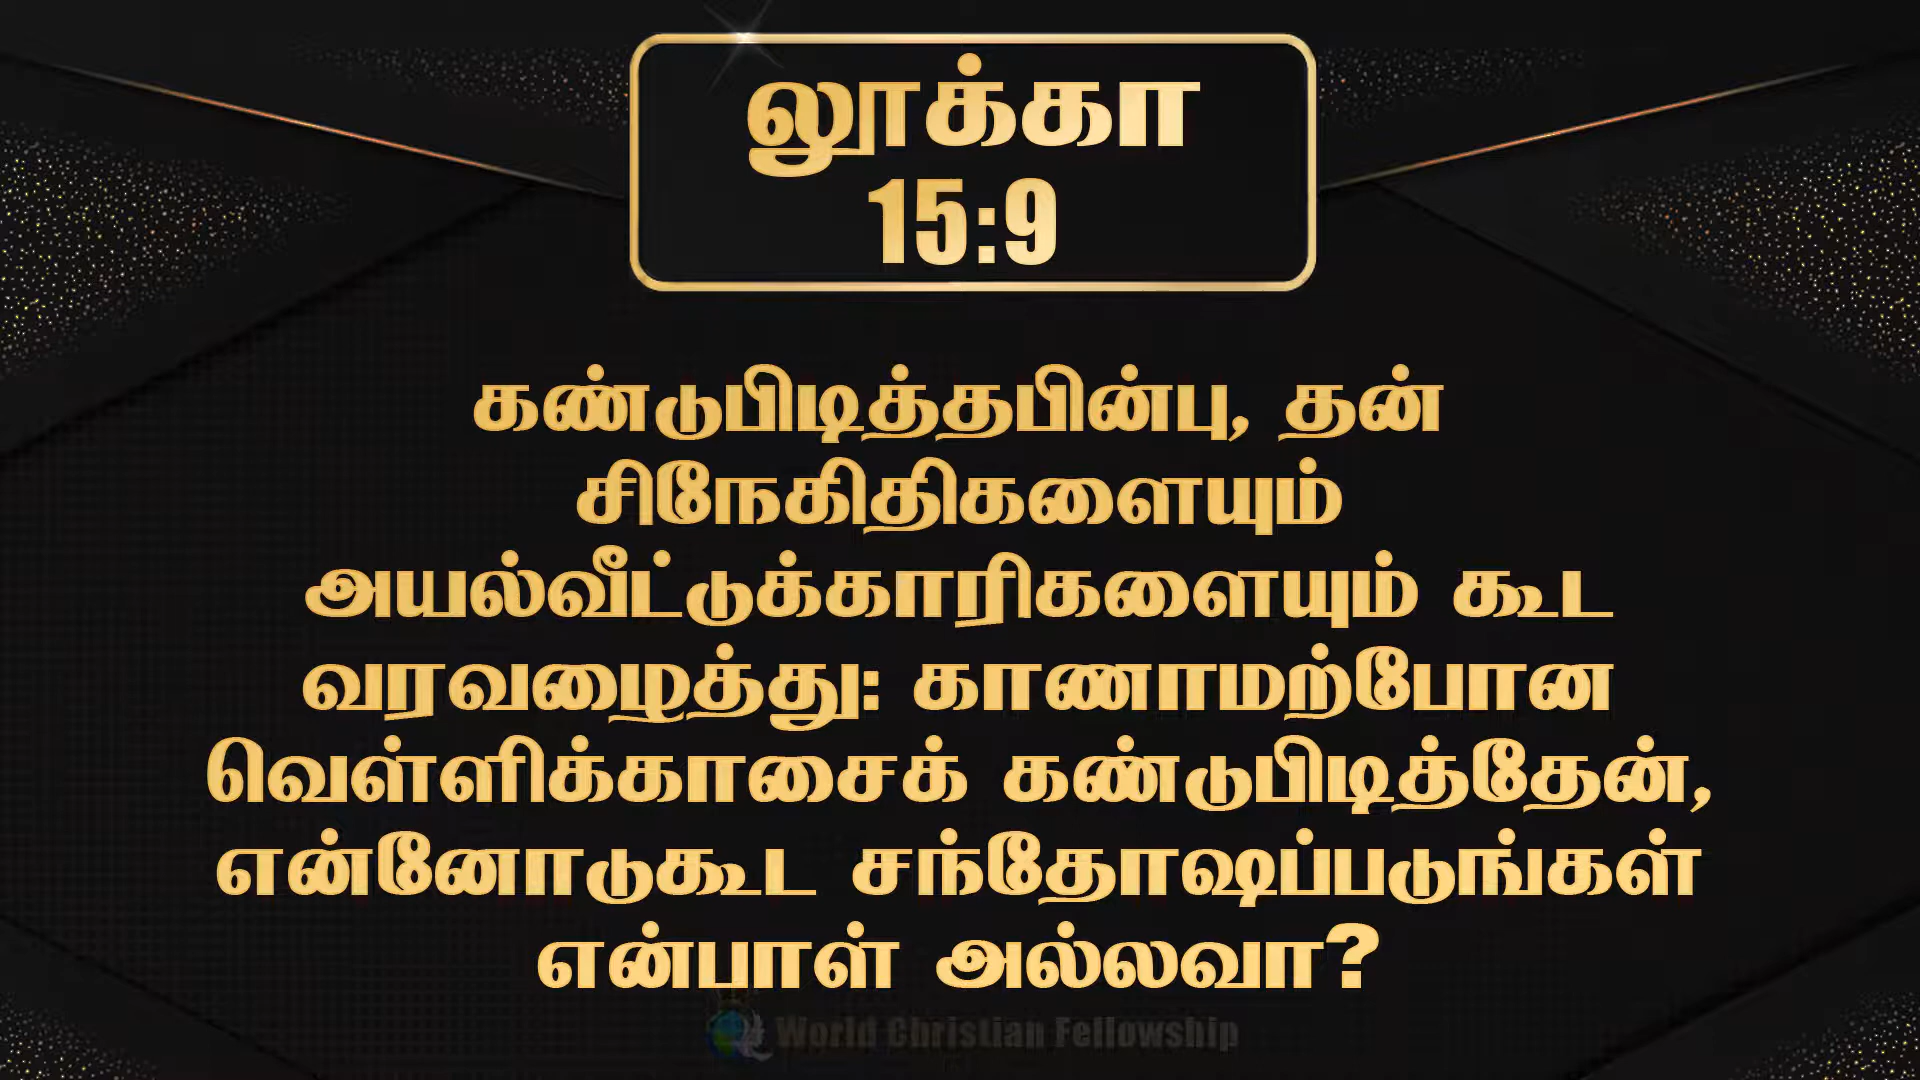 லூக்கா
15:9
கண்டுபிடித்தபின்பு, தன்
சிநேகிதிகளையும்
அயல்வீட்டுக்காரிகளையும் கூட
வரவழைத்து: காணாமற்போன
வெள்ளிக்காசைக் கண்டுபிடித்தேன்,
என்னோடுகூட சந்தோஷப்படுங்கள்
என்பாள் அல்லவா?
World Christian Fellowship